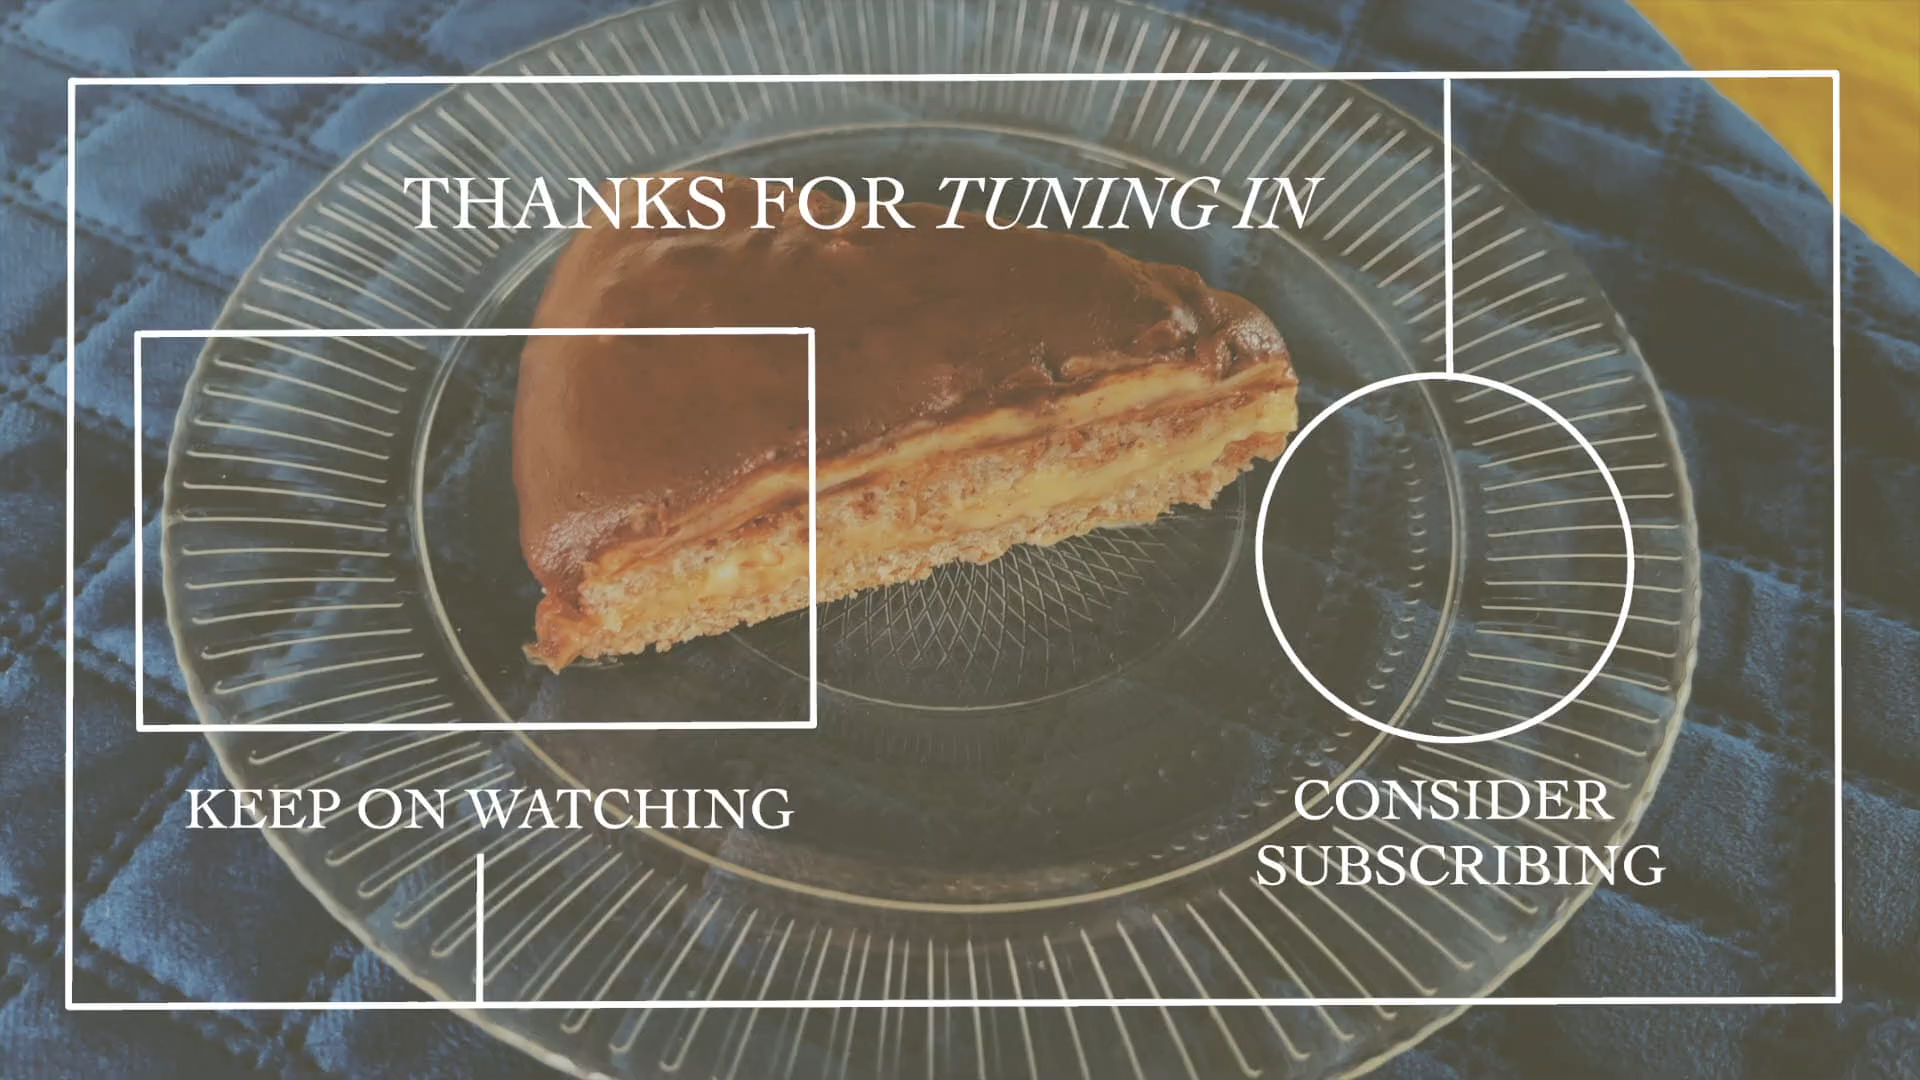 THANKS FOR TUNING IN
KEEP ON WATCHING
CONSIDER
SUBSCRIBING